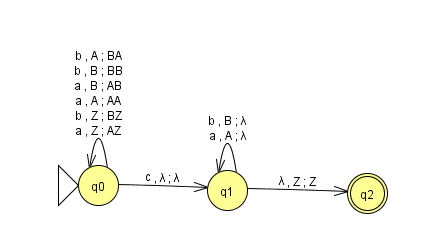 b , A ; BA
b , B ; BB
a , B ; AB
a , A ; AA
b , Z ; BZ
a , Z ; AZ
b , B ; λ
a , A ; λ
c , λ ; λ
λ , Z ; Z
q0
q1
q2